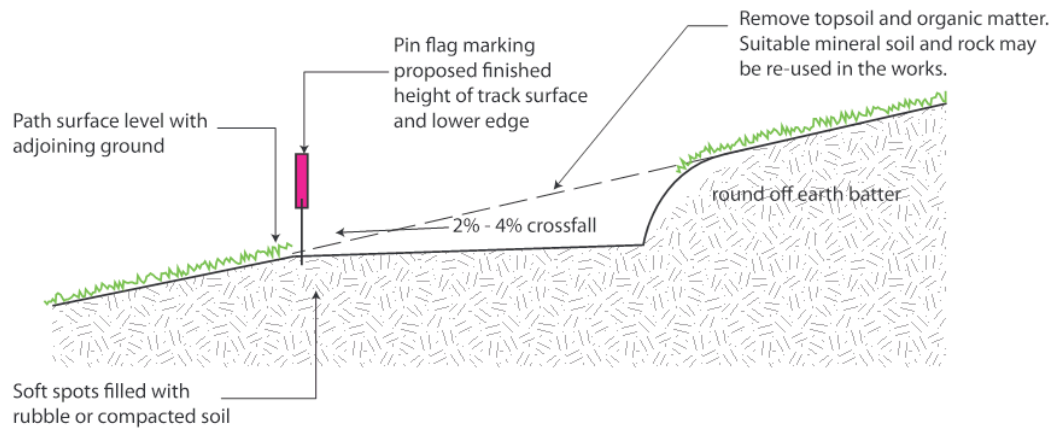 Remove topsoil and organic matter.
Suitable mineral soil and rock may
be re-used in the works.
Pin flag marking
proposed finished
height of track surface
and lower edge
Path surface level with
adjoining ground
round off earth batter
2% - 4% crossfall
Soft spots filled with
rubble or compacted soil